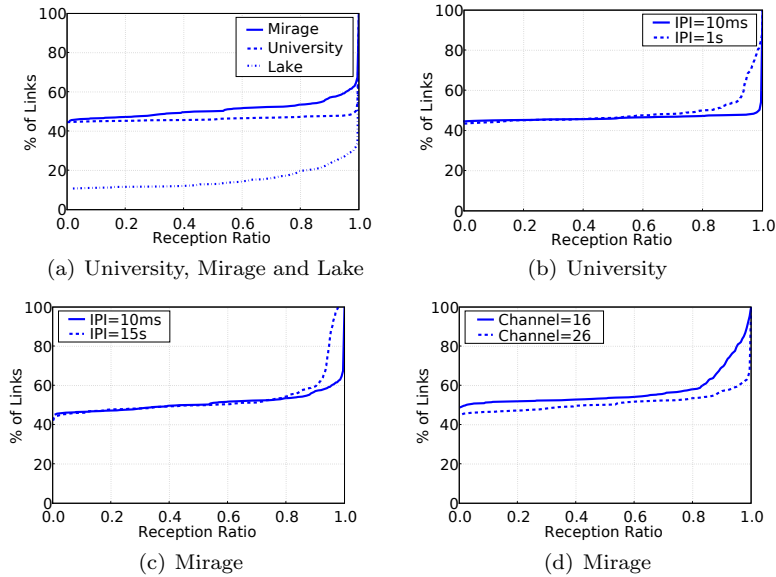 100
80
60
40
20
0
% of Links
0.0 0.2 0.4 0.6 0.8 1.0
Reception Ratio
Mirage
University
Lake
(a) University, Mirage and Lake
100
80
60
40
20
0
% of Links
0.0 0.2 0.4 0.6 0.8 1.0
Reception Ratio
IPI=10ms
IPI=1s
(b) University
100
80
60
40
20
0
% of Links
0.0 0.2 0.4 0.6 0.8 1.0
Reception Ratio
IPI=10ms
IPI=15s
(c) Mirage
100
80
60
40
20
0
% of Links
0.0 0.2 0.4 0.6 0.8 1.0
Reception Ratio
Channel=16
Channel=26
(d) Mirage